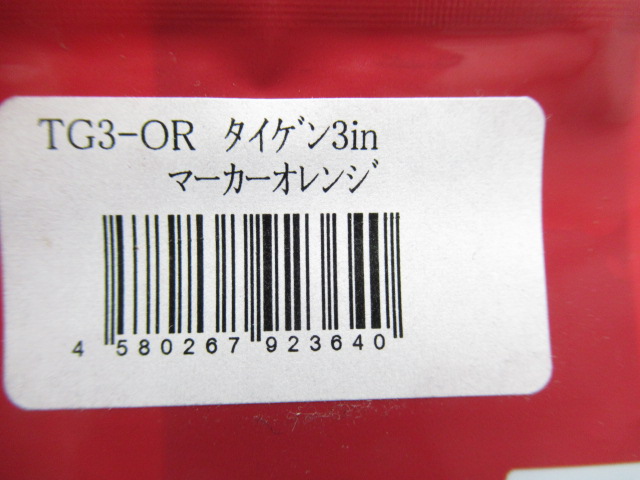 TG3-OR ﾀｲｹﾞﾝ3in
ﾏｰｶｰｵﾚﾝｼﾞ
4 580267 923640